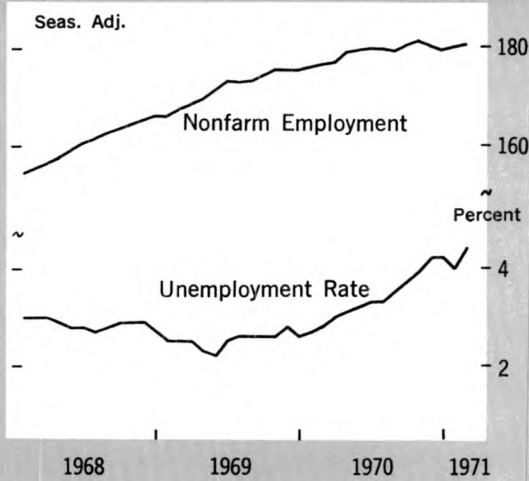 Seas. Adj.
180
Nonfarm Employment
160
Percent
4
Unemployment Rate
2
1968 1969 1970 1971